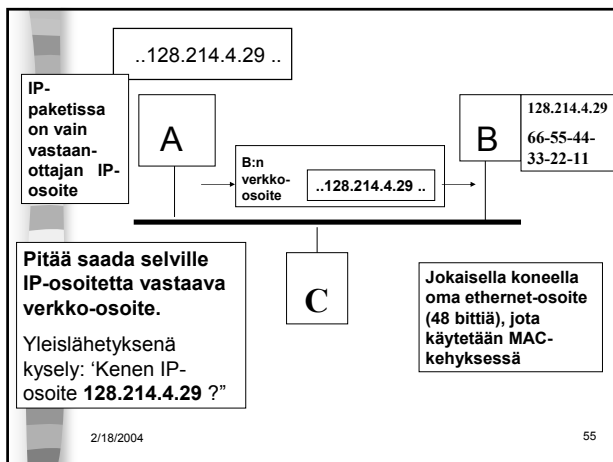 ..128.214.4.29 ..
IP-
paketissa
on vain
vastaan-
ottajan IP-
osoite
A
B:n
verkko-
osoite
..128.214.4.29 ..
B
128.214.4.29
66-55-44-
33-22-11
Pitää saada selville
IP-osoitetta vastaava
verkko-osoite.
Yleislähetyksenä
kysely: ‘Kenen IP-
osoite 128.214.4.29 ?”
C
Jokaisella koneella
oma ethernet-osoite
(48 bittiä), jota
käytetään MAC-
kehyksessä
2/18/2004
55